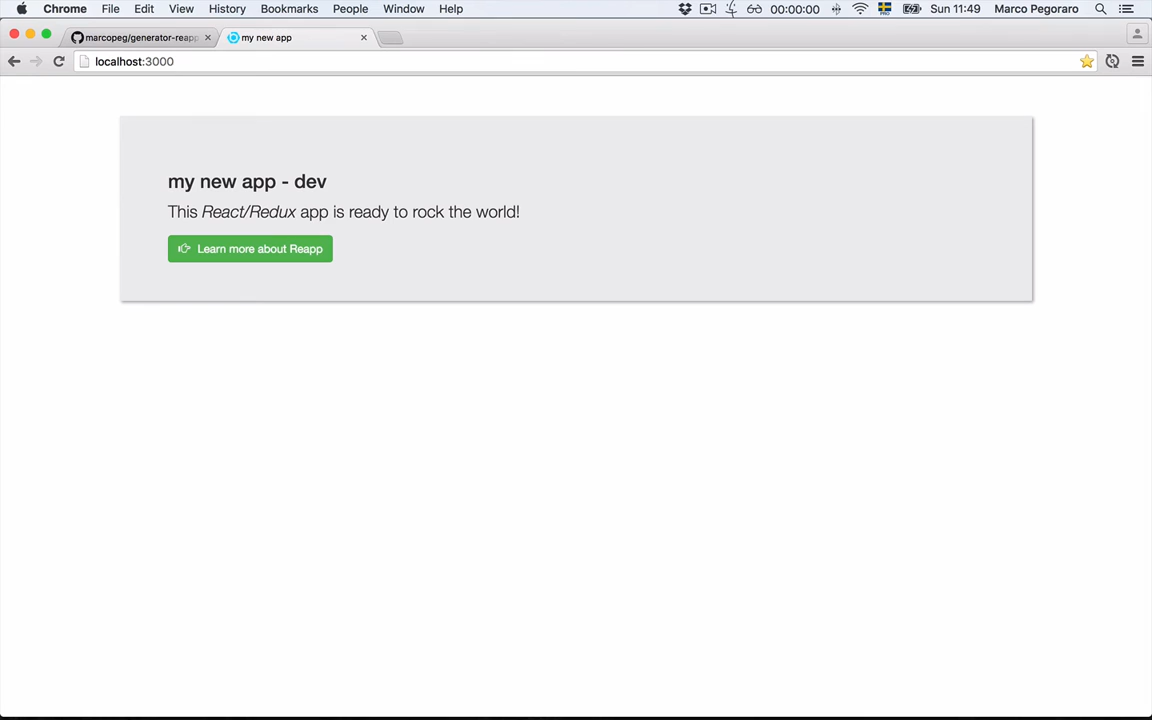 Chrome File Edit View History Bookmarks People Window Help 00:00:00 PRO Sun 11:49 Marco Pegoraro
marcopeg/generator-reapp my new app
localhost:3000
my new app - dev
This React/Redux app is ready to rock the world!
Learn more about Reapp